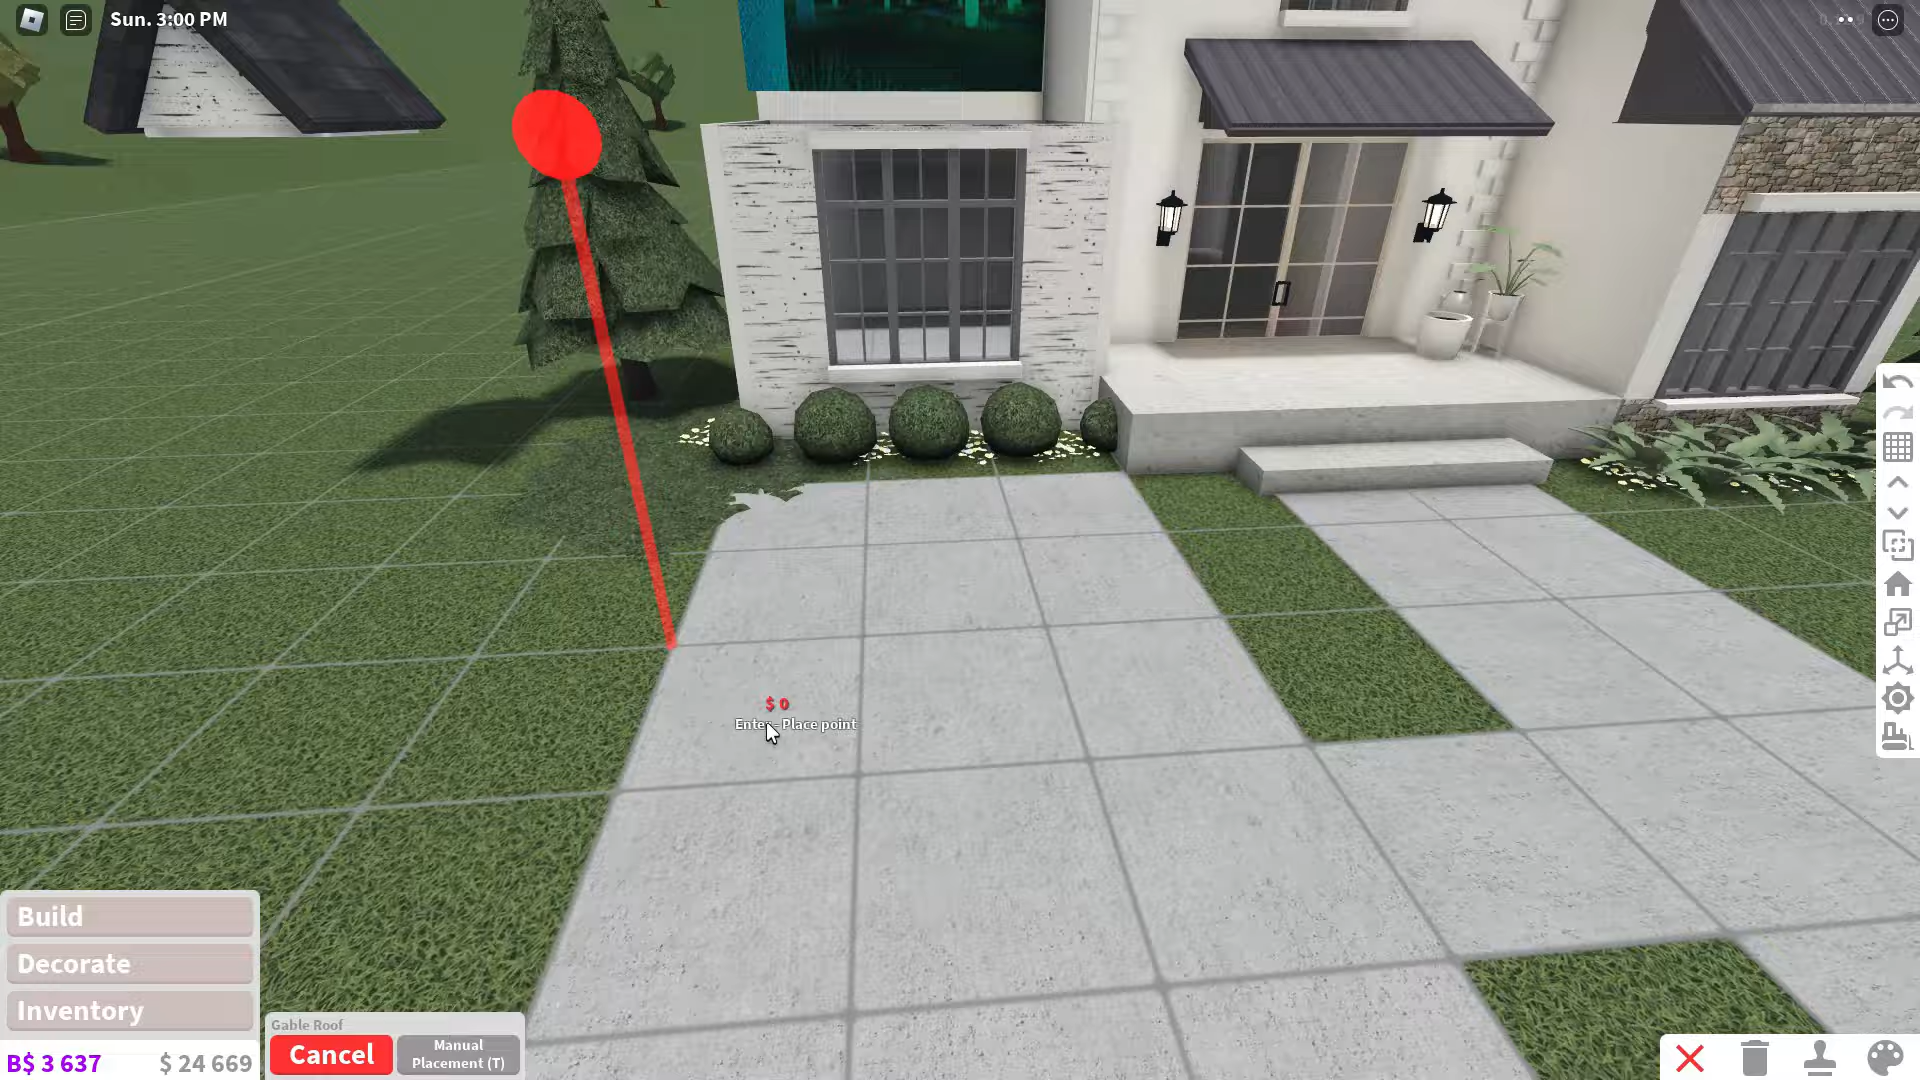 Sun. 3:00 PM
$ 0
Enter - Place point
Build
Decorate
Inventory
B$ 3 637
$ 24 669
Gable Roof
Cancel
Manual
Placement (T)